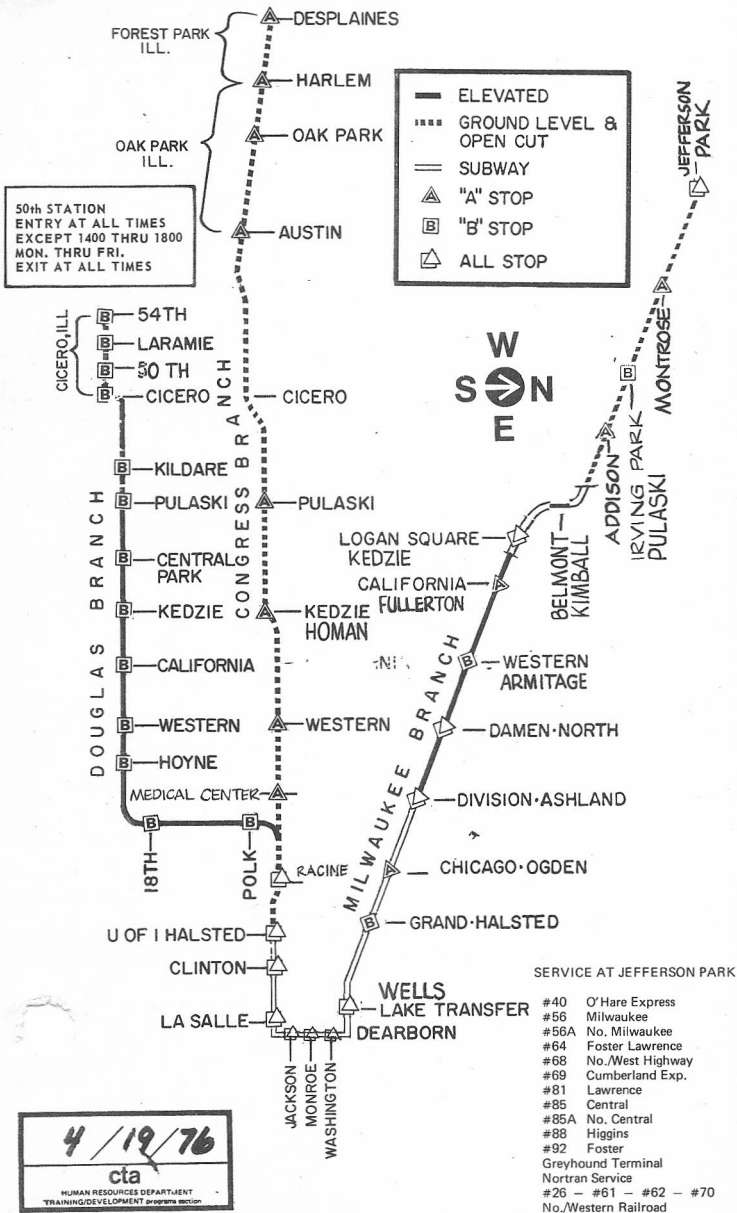 DESPLAINES
FOREST PARK
ILL.
HARLEM
OAK PARK
OAK PARK
ILL.
AUSTIN
ELEVATED
GROUND LEVEL &
OPEN CUT
SUBWAY
A "A" STOP
B "B" STOP
ALL STOP
JEFFERSON
PARK
50th STATION
ENTRY AT ALL TIMES
EXCEPT 1400 THRU 1800
MON. THRU FRI.
EXIT AT ALL TIMES
CICERO, ILL
54TH
LARAMIE
50 TH
CICERO
CICERO
W
S N
E
MONTROSE
IRVING PARK
PULASKI
ADDISON
BELMONT
KIMBALL
DOUGLAS BRANCH
KILDARE
PULASKI
CENTRAL
PARK
KEDZIE
CALIFORNIA
WESTERN
HOYNE
18TH
POLK
CONGRESS BRANCH
PULASKI
KEDZIE
HOMAN
WESTERN
MEDICAL CENTER
RACINE
U OF I HALSTED
CLINTON
LA SALLE
JACKSON
MONROE
WASHINGTON
DEARBORN
MILWAUKEE BRANCH
LOGAN SQUARE
KEDZIE
CALIFORNIA
FULLERTON
WESTERN
ARMITAGE
DAMEN·NORTH
DIVISION·ASHLAND
CHICAGO·OGDEN
GRAND·HALSTED
WELLS
LAKE TRANSFER
SERVICE AT JEFFERSON PARK
#40 O'Hare Express
#56 Milwaukee
#56A No. Milwaukee
#64 Foster Lawrence
#68 No./West Highway
#69 Cumberland Exp.
#81 Lawrence
#85 Central
#85A No. Central
#88 Higgins
#92 Foster
Greyhound Terminal
Nortran Service
#26 – #61 – #62 – #70
No./Western Railroad
4/19/76
cta
HUMAN RESOURCES DEPARTMENT
TRAINING/DEVELOPMENT programs section